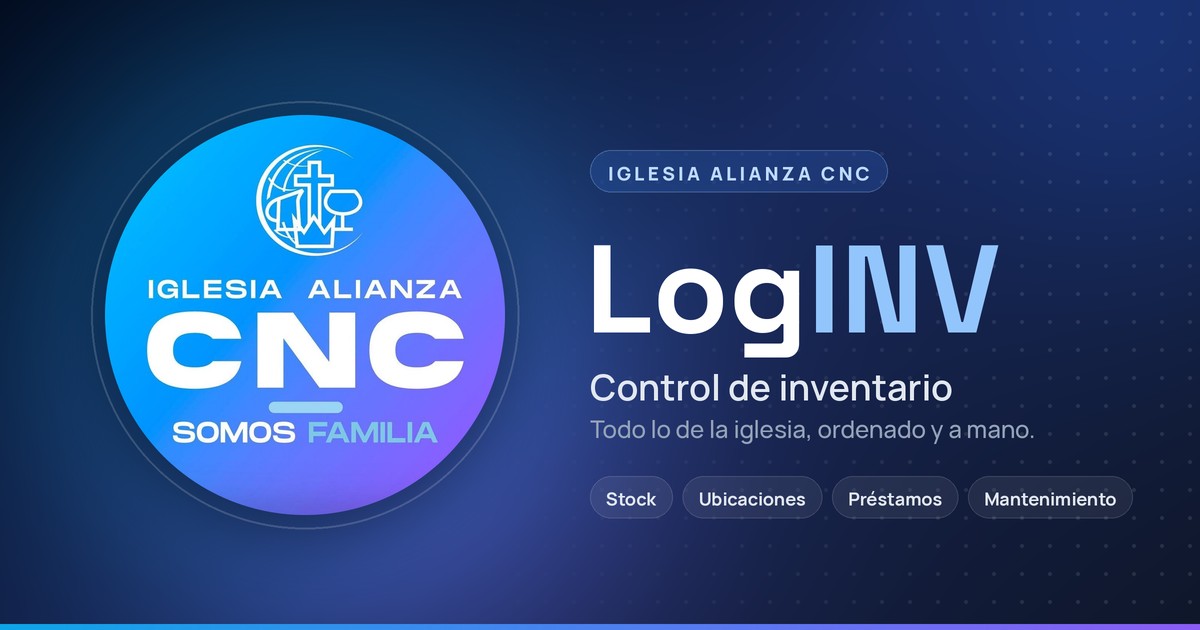 IGLESIA ALIANZA
CNC
SOMOS FAMILIA
IGLESIA ALIANZA CNC
LogINV
Control de inventario
Todo lo de la iglesia, ordenado y a mano.
Stock
Ubicaciones
Préstamos
Mantenimiento